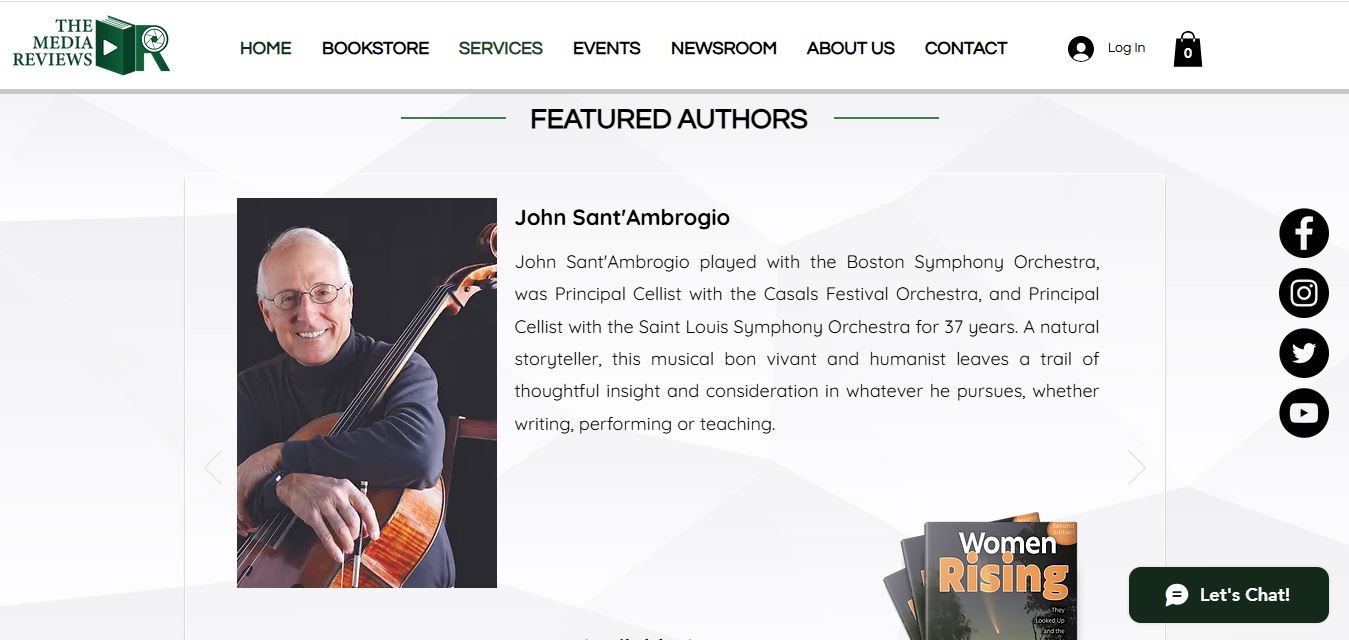 THE
MEDIA
REVIEWS
HOME BOOKSTORE SERVICES EVENTS NEWSROOM ABOUT US CONTACT
Log In
0
FEATURED AUTHORS
John Sant'Ambrogio
John Sant'Ambrogio played with the Boston Symphony Orchestra,
was Principal Cellist with the Casals Festival Orchestra, and Principal
Cellist with the Saint Louis Symphony Orchestra for 37 years. A natural
storyteller, this musical bon vivant and humanist leaves a trail of
thoughtful insight and consideration in whatever he pursues, whether
writing, performing or teaching.
Second
Edition
Women
Rising
They
Looked Up
and the
Let's Chat!